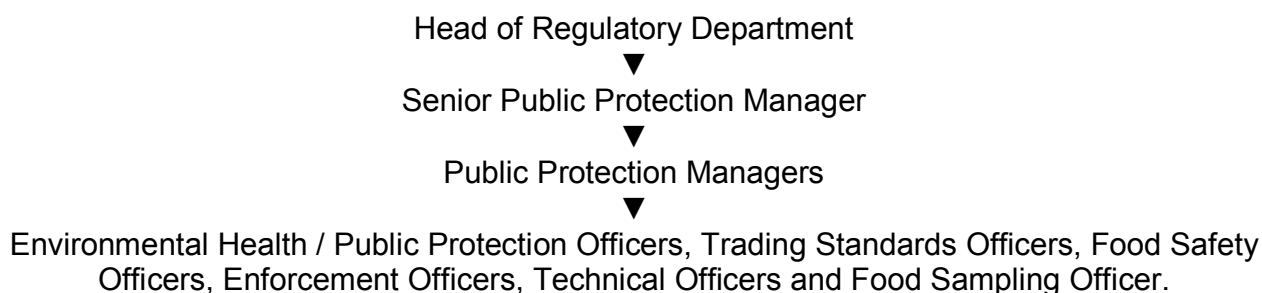 Head of Regulatory Department
▼
Senior Public Protection Manager
▼
Public Protection Managers
▼
Environmental Health / Public Protection Officers, Trading Standards Officers, Food Safety
Officers, Enforcement Officers, Technical Officers and Food Sampling Officer.